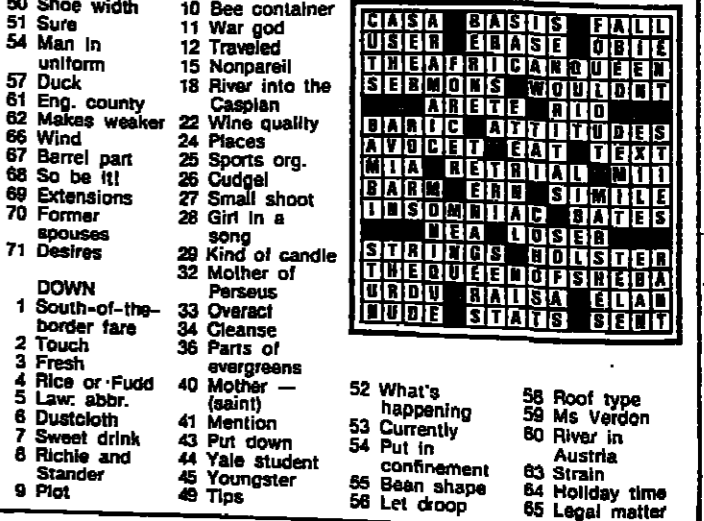 50 Shoe width
51 Sure
54 Man in
uniform
57 Duck
61 Eng. county
62 Makes weaker
66 Wind
67 Barrel part
68 So be it!
69 Extensions
70 Former
spouses
71 Desires
DOWN
1 South-of-the-
border fare
2 Touch
3 Fresh
4 Rice or Fudd
5 Law: abbr.
6 Dustcloth
7 Sweet drink
8 Richie and
Stander
9 Plot
10 Bee container
11 War god
12 Traveled
15 Nonpareil
18 River into the
Caspian
22 Wine quality
24 Places
25 Sports org.
26 Cudgel
27 Small shoot
28 Girl in a
song
29 Kind of candle
32 Mother of
Perseus
33 Overact
34 Cleanse
36 Parts of
evergreens
40 Mother —
(saint)
41 Mention
43 Put down
44 Yale student
45 Youngster
49 Tips
CASA BASIS FALL
USER ERASE OBIE
THEAFRICANQUEEN
SERMONS WOULDNT
ARETE RIO
BARIC ATTITUDES
AVOCET EAT TEXT
MIA RETRIAL MII
BARM ERN SIMILE
INSOMNIAC BATES
NEA LOSER
STRINGS HOLSTER
THEQUEENOFSHEBA
URDU RAISA ELAN
NUDE STATS SENT
52 What's
happening
53 Currently
54 Put in
confinement
55 Bean shape
56 Let droop
58 Roof type
59 Ms Verdon
60 River in
Austria
63 Strain
64 Holiday time
65 Legal matter